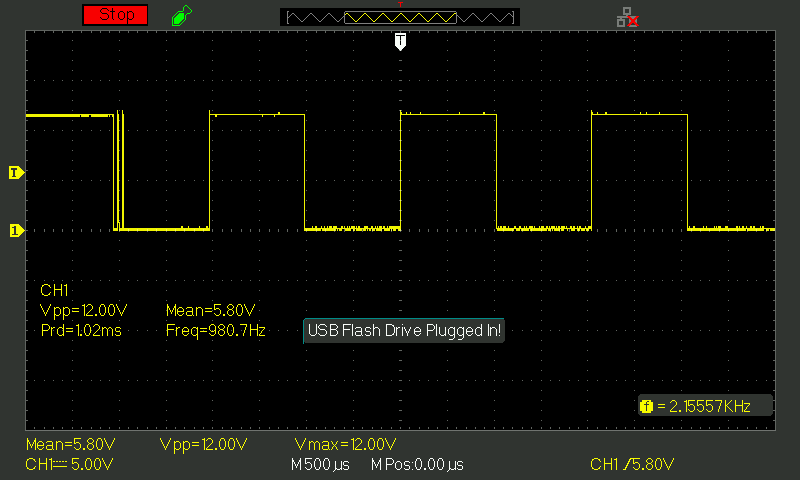 Stop
T
T
T
1
CH1
Vpp=12.00V Mean=5.80V
Prd=1.02ms Freq=980.7Hz
USB Flash Drive Plugged In!
f = 2.15557KHz
Mean=5.80V Vpp=12.00V Vmax=12.00V
CH1 5.00V M 500µs M Pos:0.00µs CH1 /5.80V